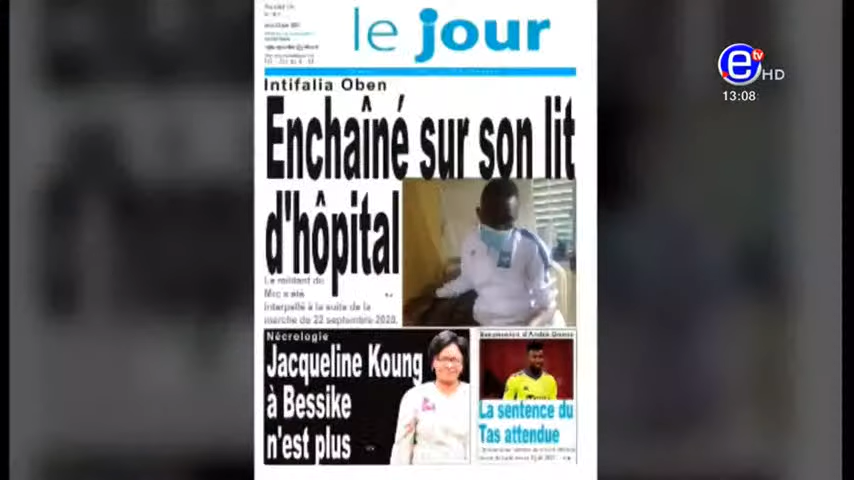 le jour
Intifalia Oben
Enchaîné sur son lit
d'hôpital
Le militant du
Mrc a été
interpellé à la suite de la
marche du 22 septembre 2020.
Nécrologie
Jacqueline Koung
à Bessike
n'est plus
La sentence du
Tas attendue
e tv HD
13:08